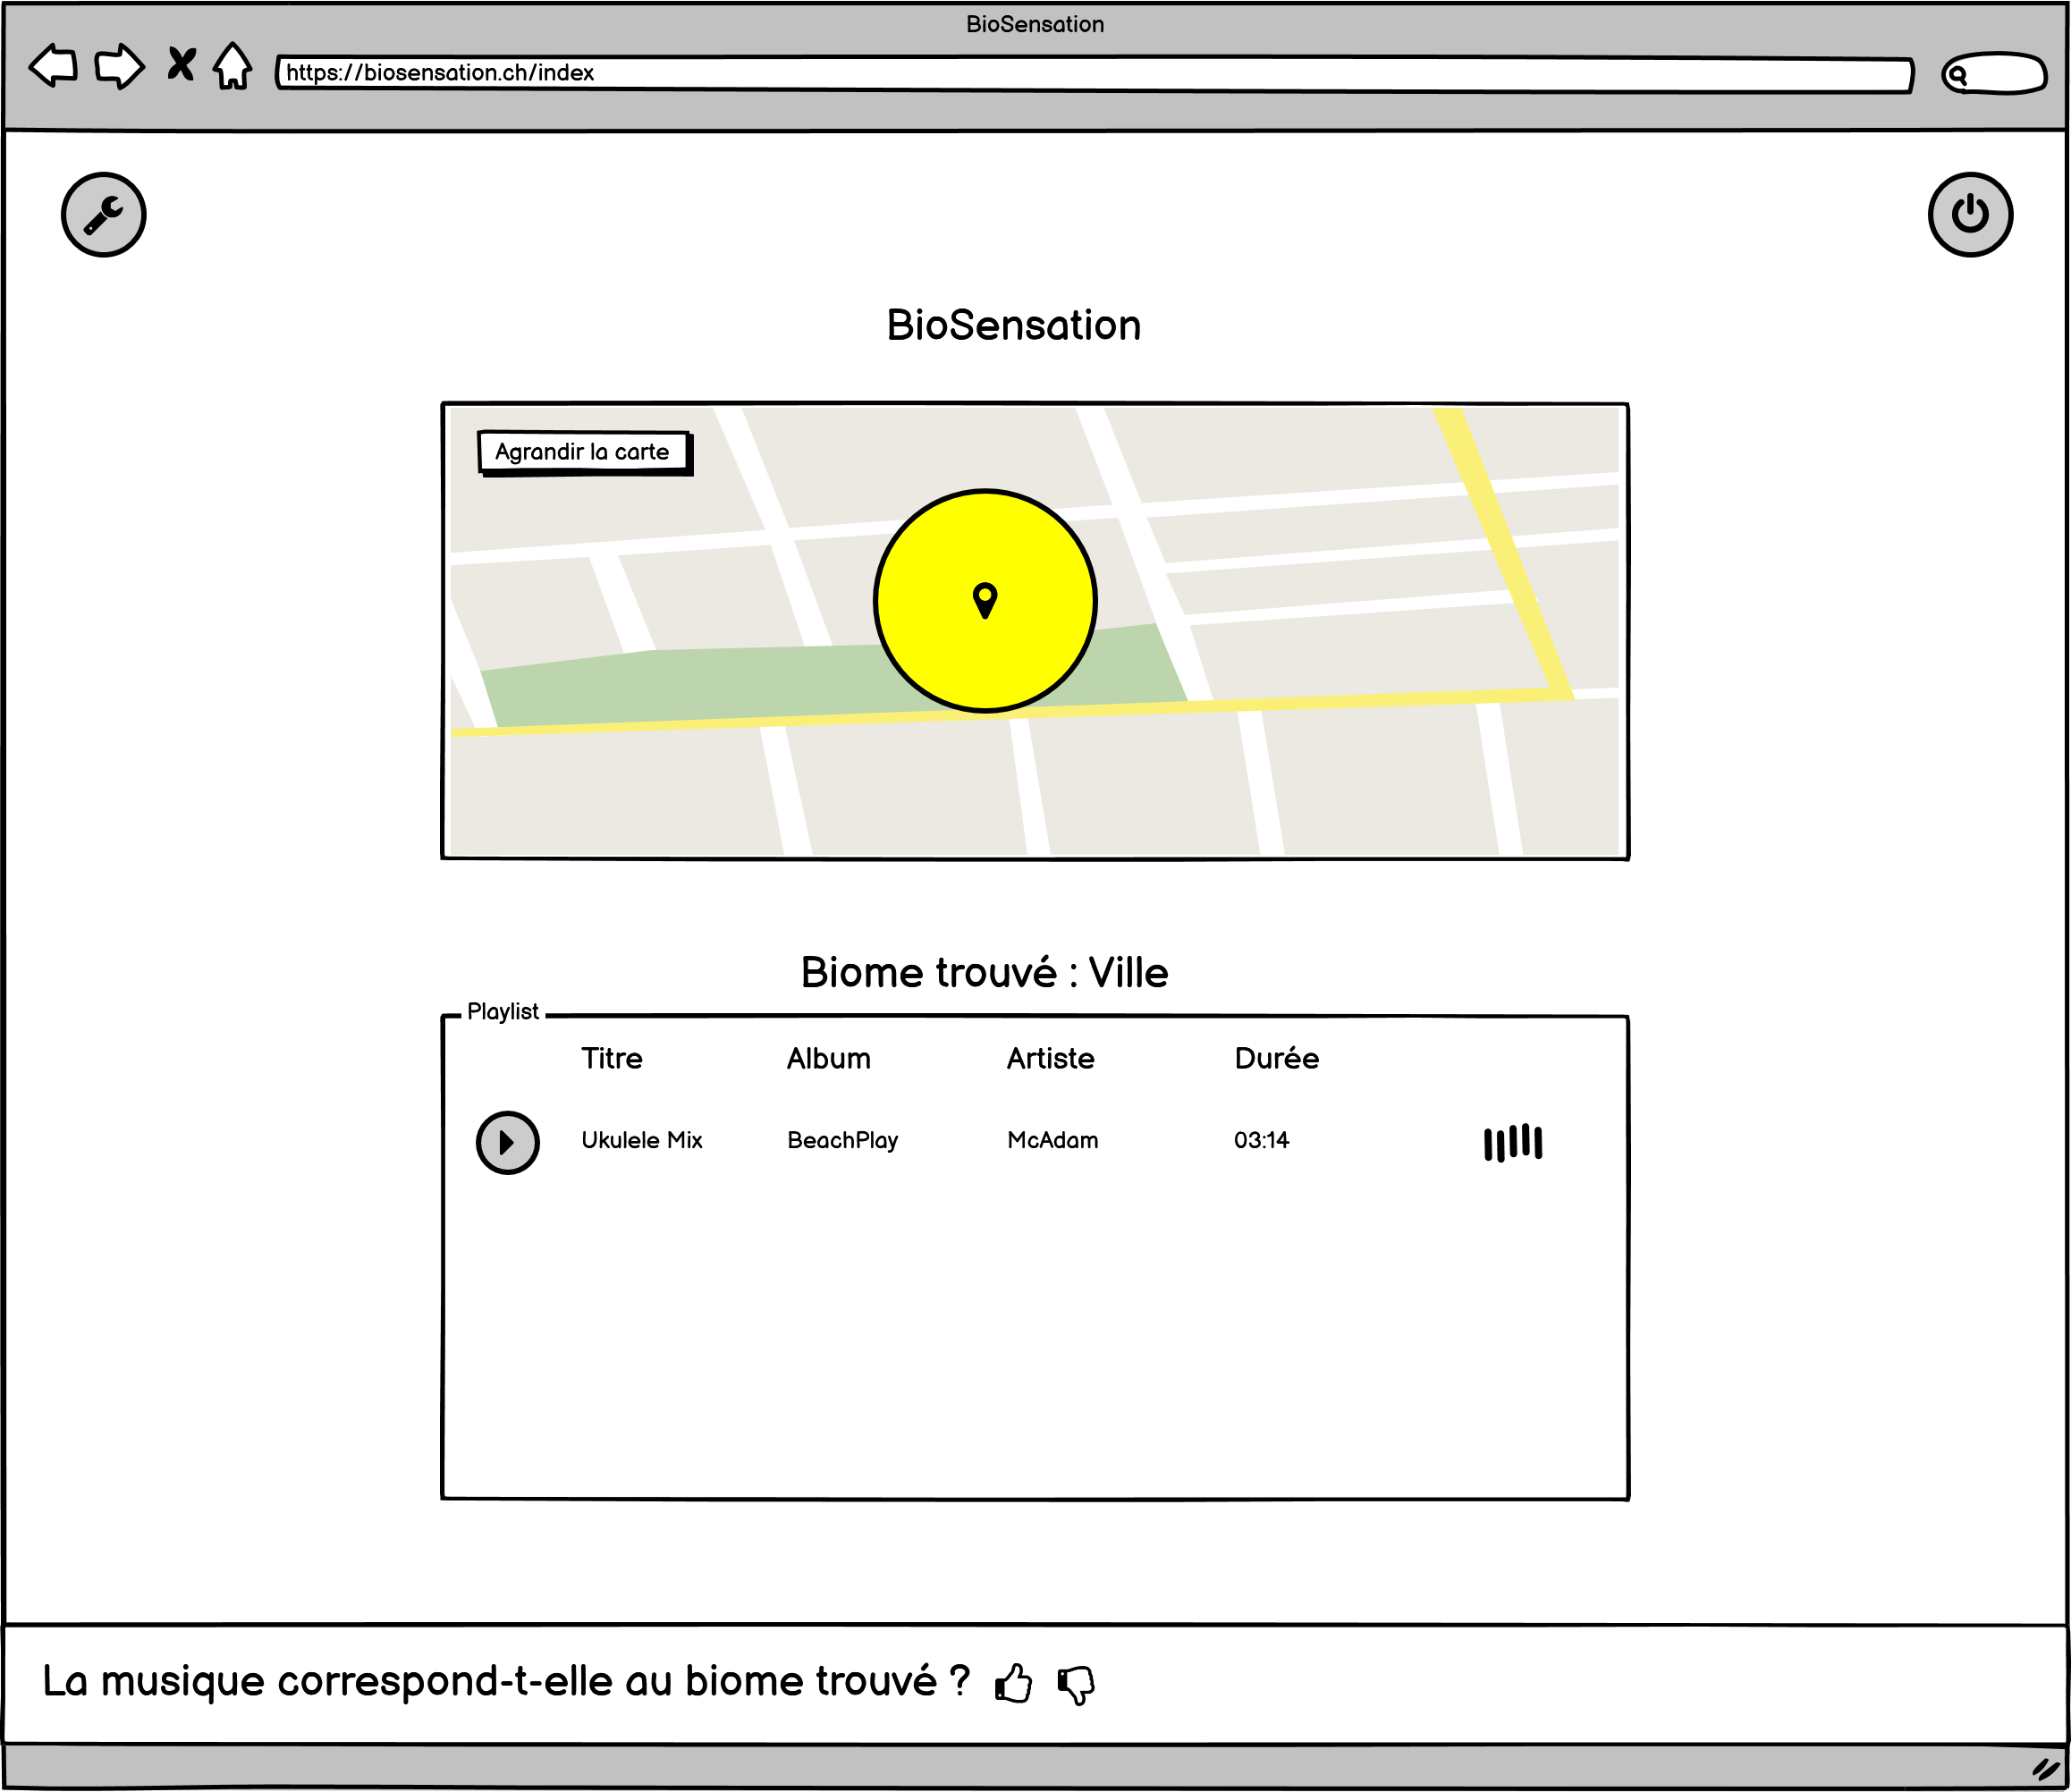 BioSensation
https://biosensation.ch/index
BioSensation
Agrandir la carte
Biome trouvé : Ville
Playlist
Titre Album Artiste Durée
Ukulele Mix BeachPlay McAdam 03:14
La musique correspond-t-elle au biome trouvé ?